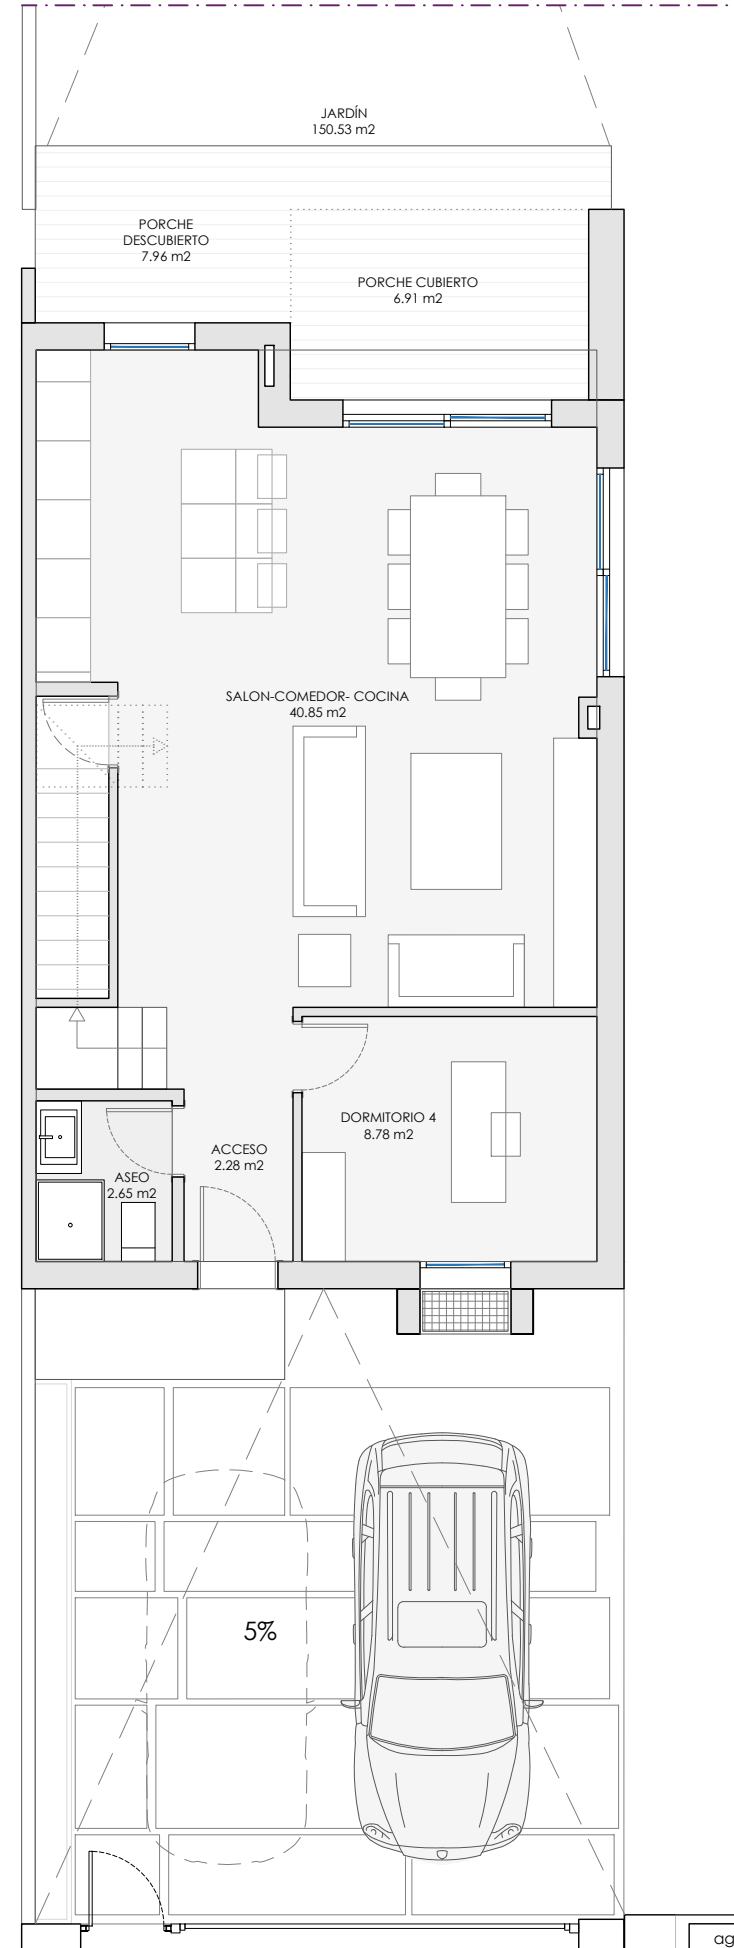 JARDÍN
150.53 m2
PORCHE
DESCUBIERTO
7.96 m2
PORCHE CUBIERTO
6.91 m2
SALON-COMEDOR- COCINA
40.85 m2
DORMITORIO 4
8.78 m2
ACCESO
2.28 m2
ASEO
2.65 m2
5%
ag